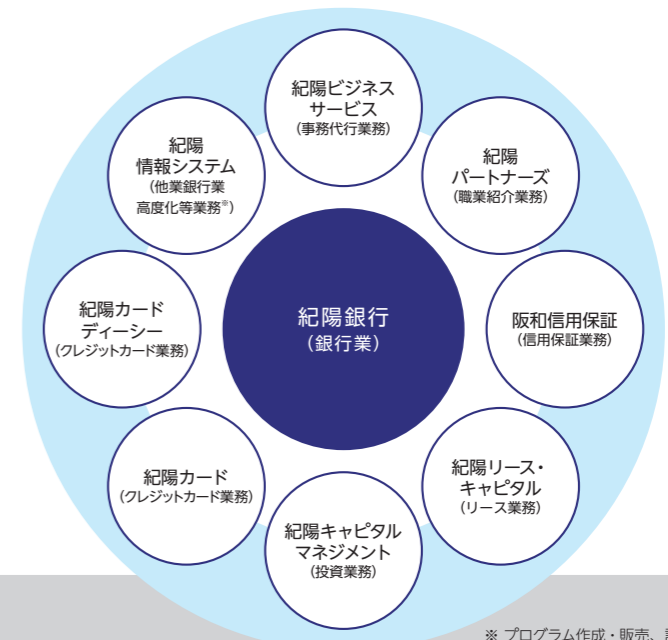 紀陽ビジネス
サービス
(事務代行業務)
紀陽
パートナーズ
(職業紹介業務)
阪和信用保証
(信用保証業務)
紀陽リース・
キャピタル
(リース業務)
紀陽キャピタル
マネジメント
(投資業務)
紀陽カード
(クレジットカード業務)
紀陽カード
ディーシー
(クレジットカード業務)
紀陽
情報システム
(他業銀行業
高度化等業務※)
紀陽銀行
(銀行業)
※ プログラム作成・販売、